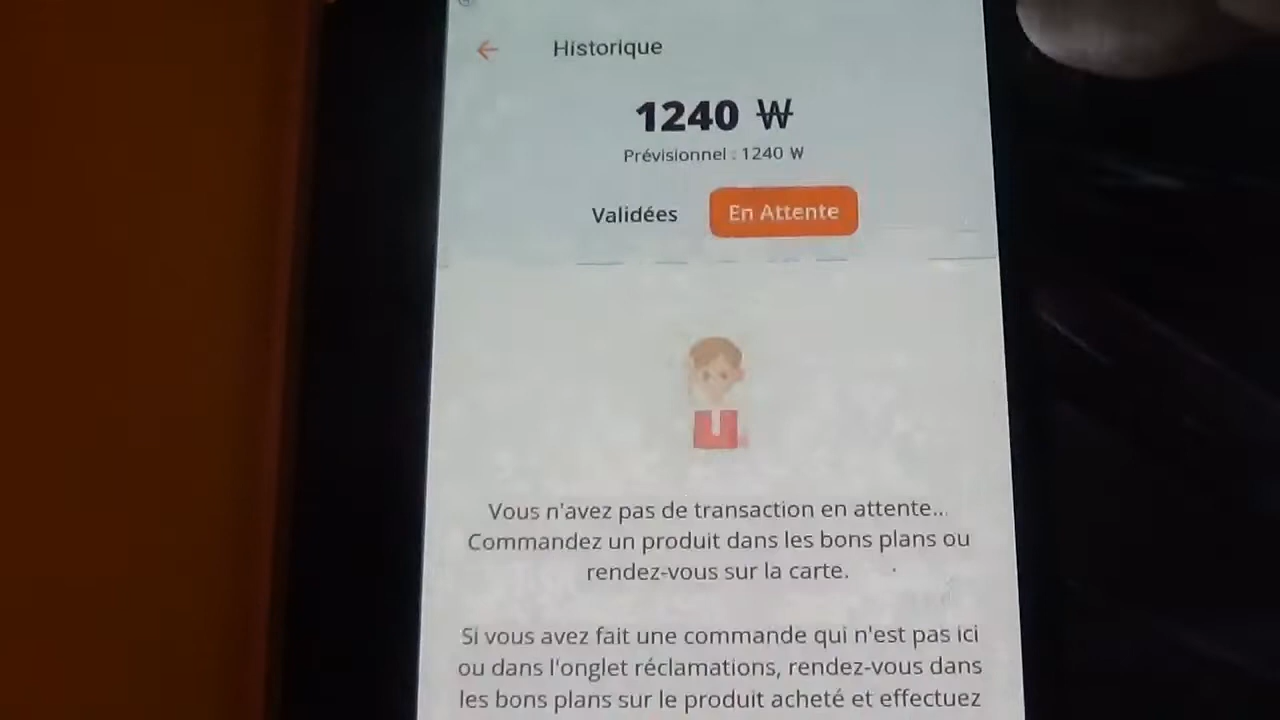 Historique
1240 ₩
Prévisionnel : 1240 ₩
Validées
En Attente
Vous n'avez pas de transaction en attente...
Commandez un produit dans les bons plans ou
rendez-vous sur la carte.
Si vous avez fait une commande qui n'est pas ici
ou dans l'onglet réclamations, rendez-vous dans
les bons plans sur le produit acheté et effectuez